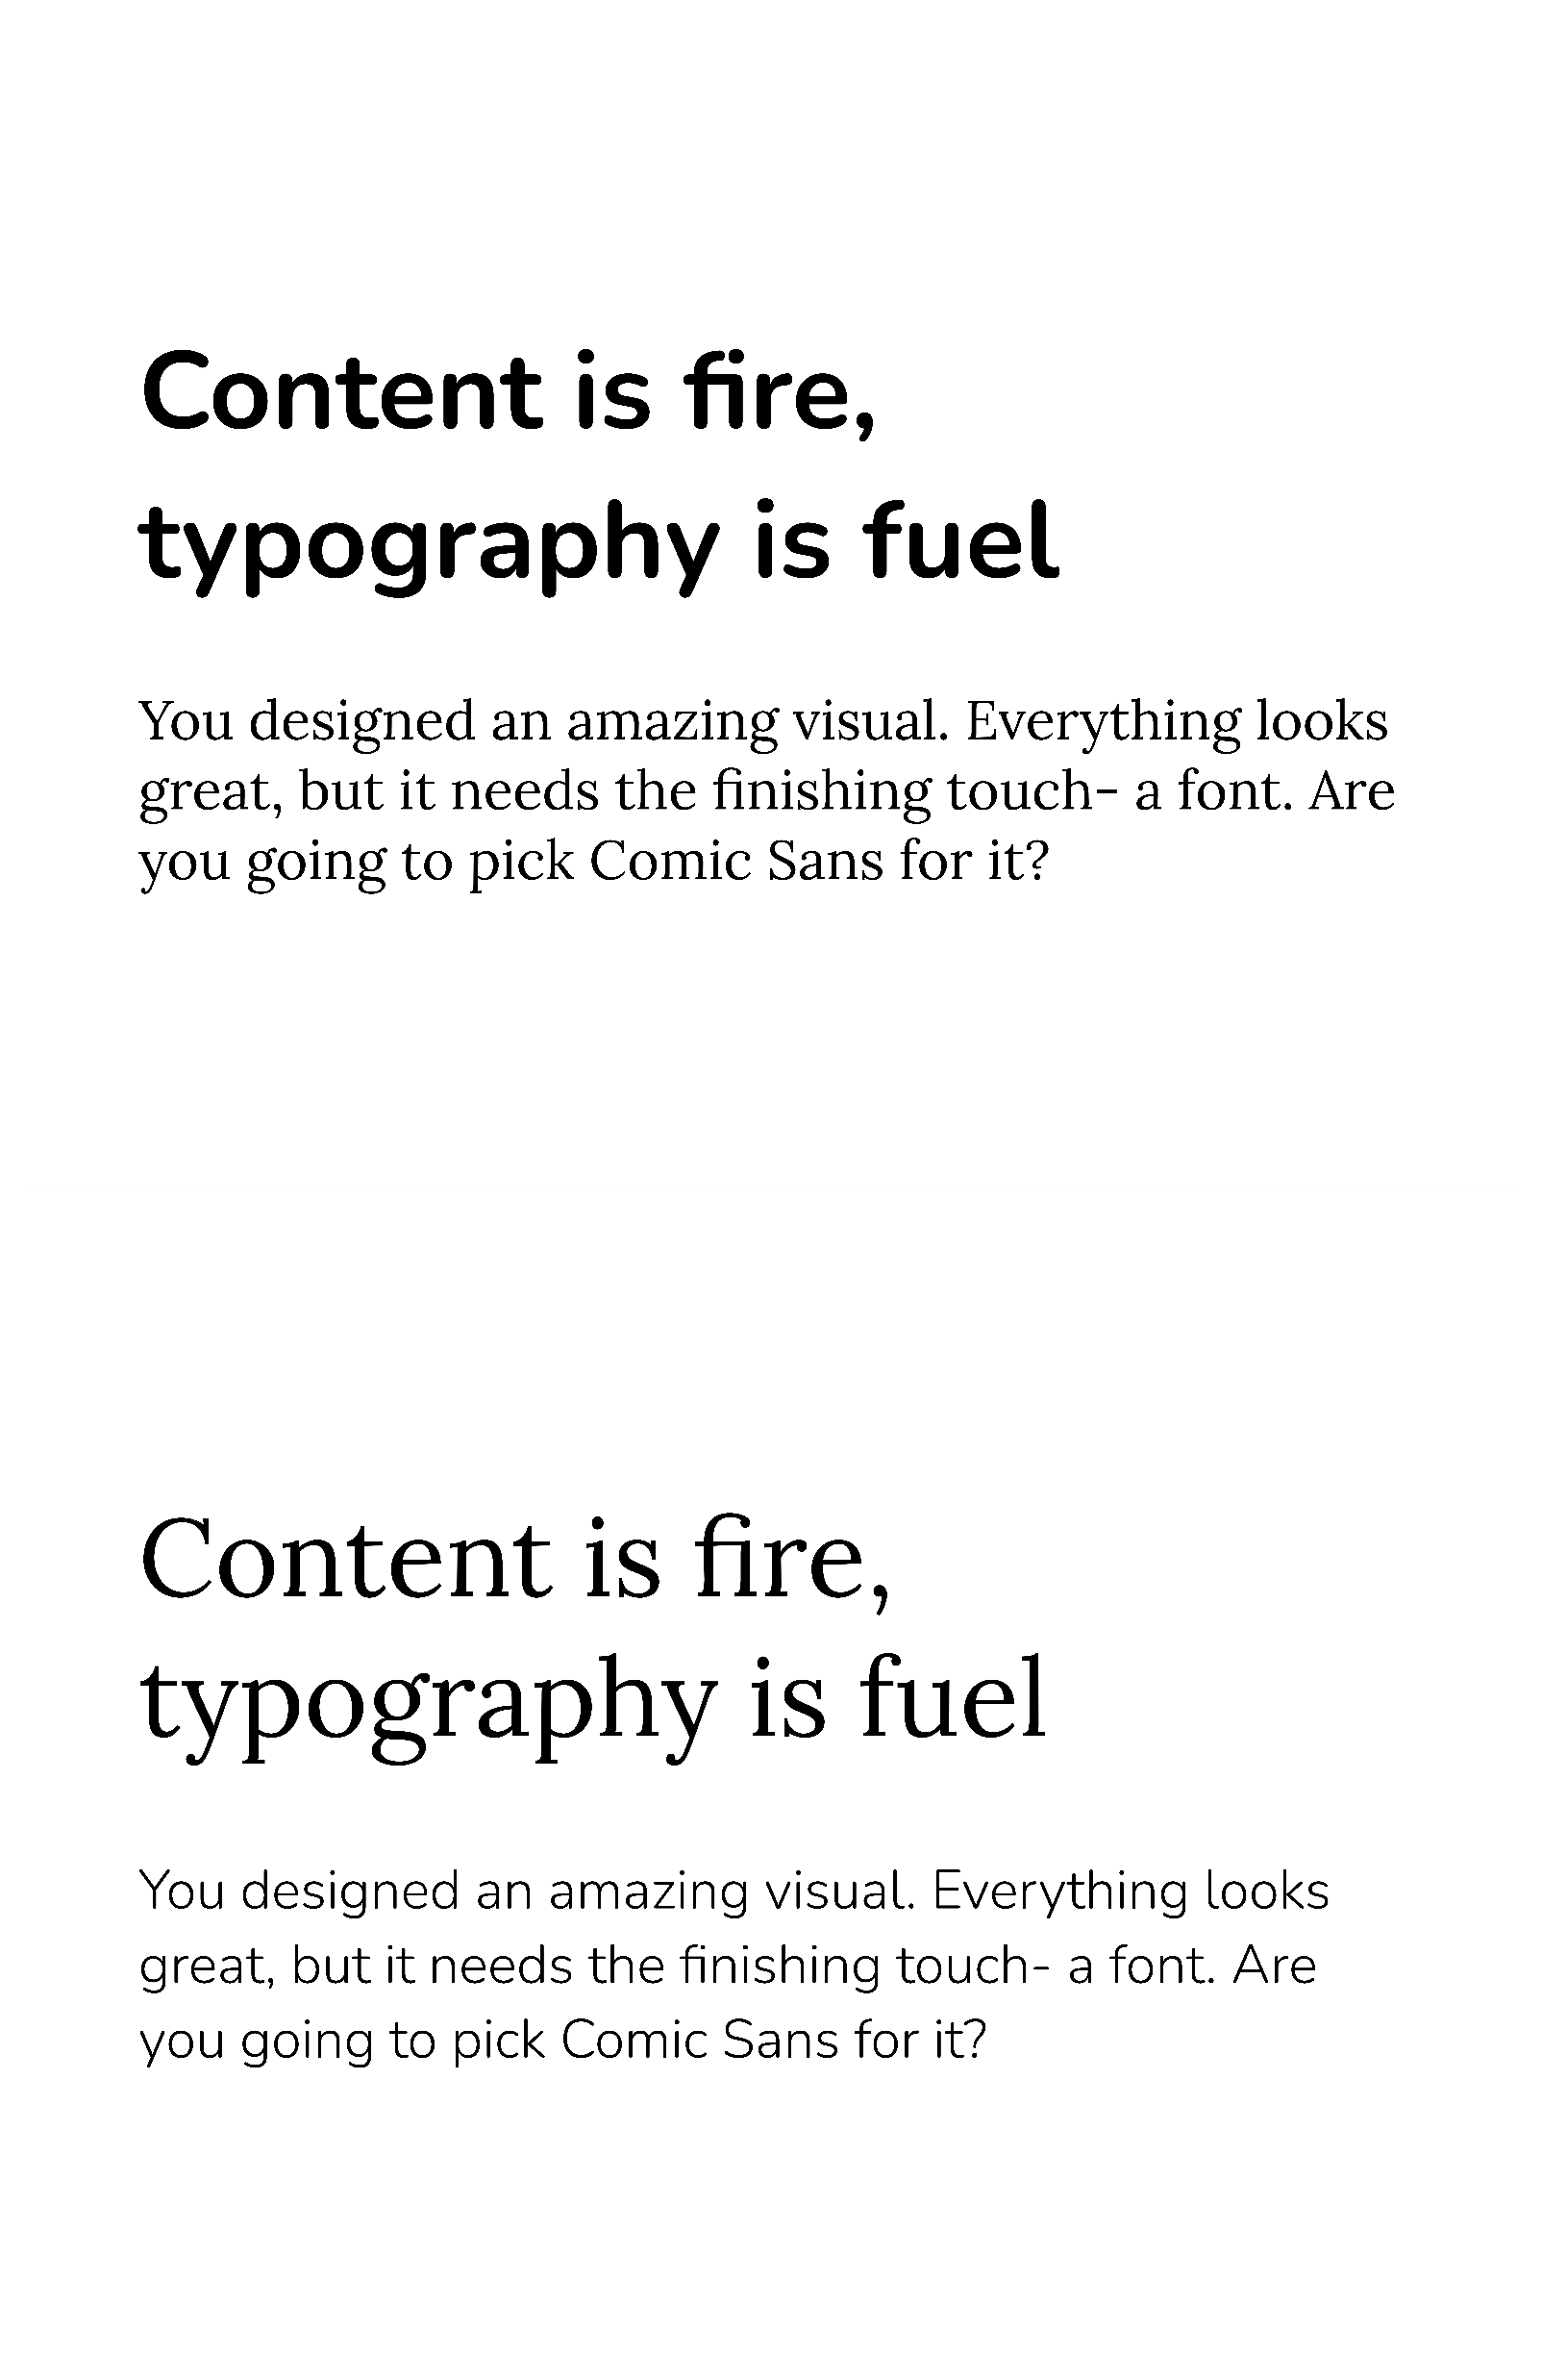 Content is fire,
typography is fuel
You designed an amazing visual. Everything looks
great, but it needs the finishing touch- a font. Are
you going to pick Comic Sans for it?
Content is fire,
typography is fuel
You designed an amazing visual. Everything looks
great, but it needs the finishing touch- a font. Are
you going to pick Comic Sans for it?